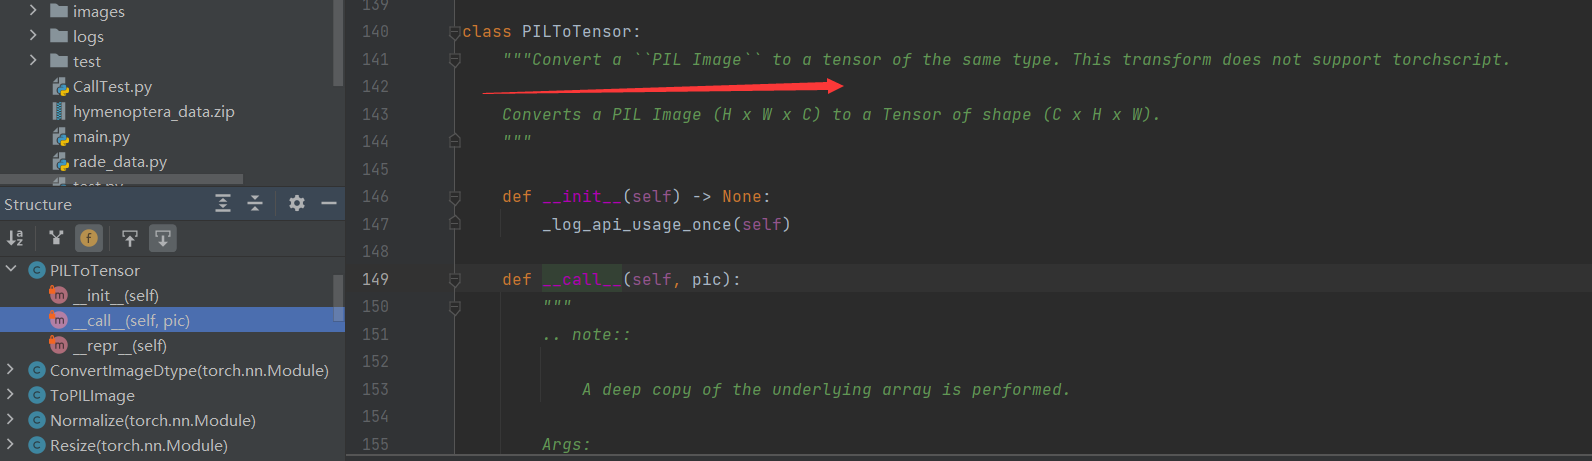 images
logs
test
CallTest.py
hymenoptera_data.zip
main.py
rade_data.py
test.py
Structure
PILToTensor
__init__(self)
__call__(self, pic)
__repr__(self)
ConvertImageDtype(torch.nn.Module)
ToPILImage
Normalize(torch.nn.Module)
Resize(torch.nn.Module)
139
140 class PILToTensor:
141 """Convert a ``PIL Image`` to a tensor of the same type. This transform does not support torchscript.
142
143 Converts a PIL Image (H x W x C) to a Tensor of shape (C x H x W).
144 """
145
146 def __init__(self) -> None:
147 _log_api_usage_once(self)
148
149 def __call__(self, pic):
150 """
151 .. note::
152
153 A deep copy of the underlying array is performed.
154
155 Args: